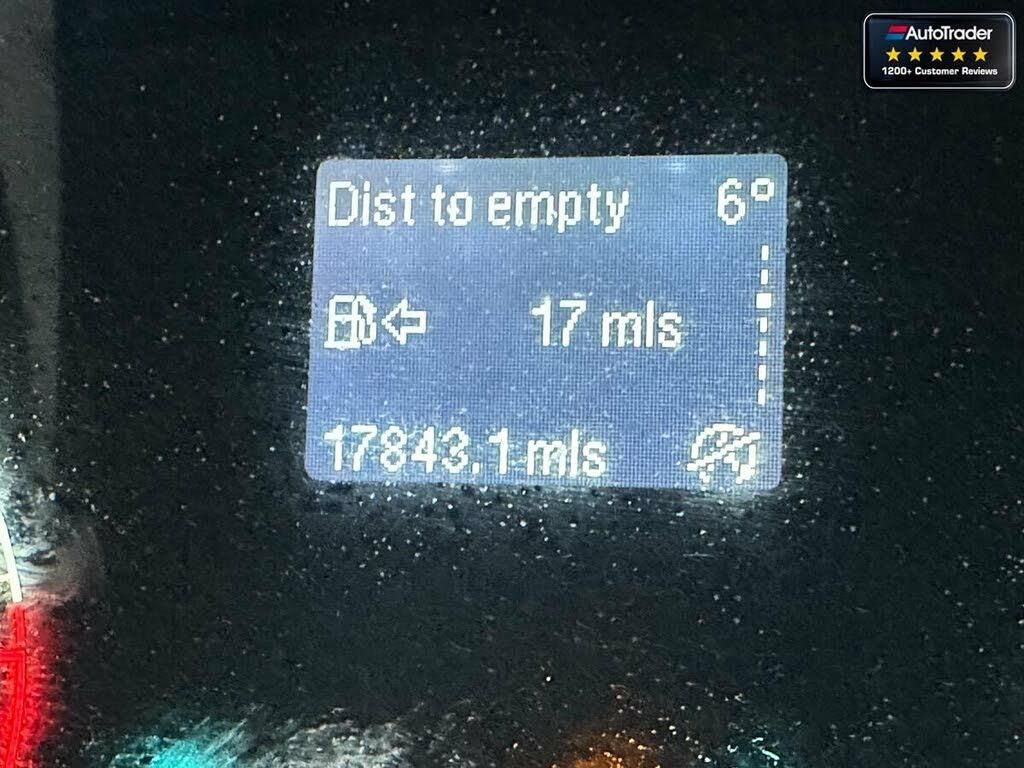 AutoTrader
1200+ Customer Reviews
Dist to empty 6°
17 mls
17843.1 mls